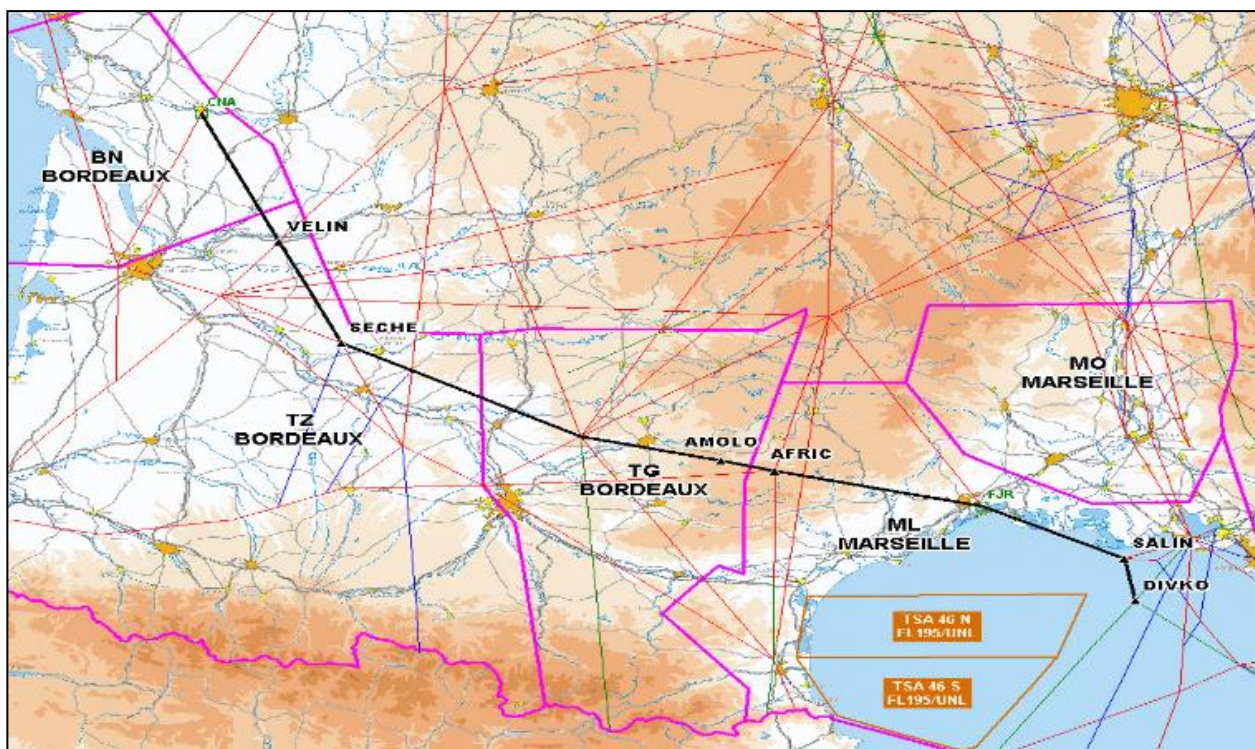 CNA
BN
BORDEAUX
VELIN
SECHE
MO
MARSEILLE
TZ
BORDEAUX
AMOLO
AFRIC
TG
BORDEAUX
FJR
ML
MARSEILLE
SALIN
DIVKO
TSA 46 N
FL195/UNL
TSA 46 S
FL195/UNL